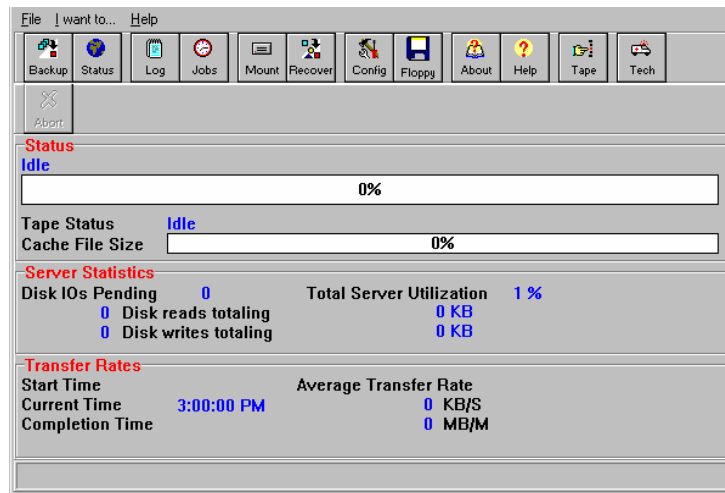 File I want to... Help
Backup Status Log Jobs Mount Recover Config Floppy About Help Tape Tech
Abort
Status
Idle
0%
Tape Status Idle
Cache File Size 0%
Server Statistics
Disk IOs Pending 0 Total Server Utilization 1 %
0 Disk reads totaling 0 KB
0 Disk writes totaling 0 KB
Transfer Rates
Start Time Average Transfer Rate
Current Time 3:00:00 PM 0 KB/S
Completion Time 0 MB/M